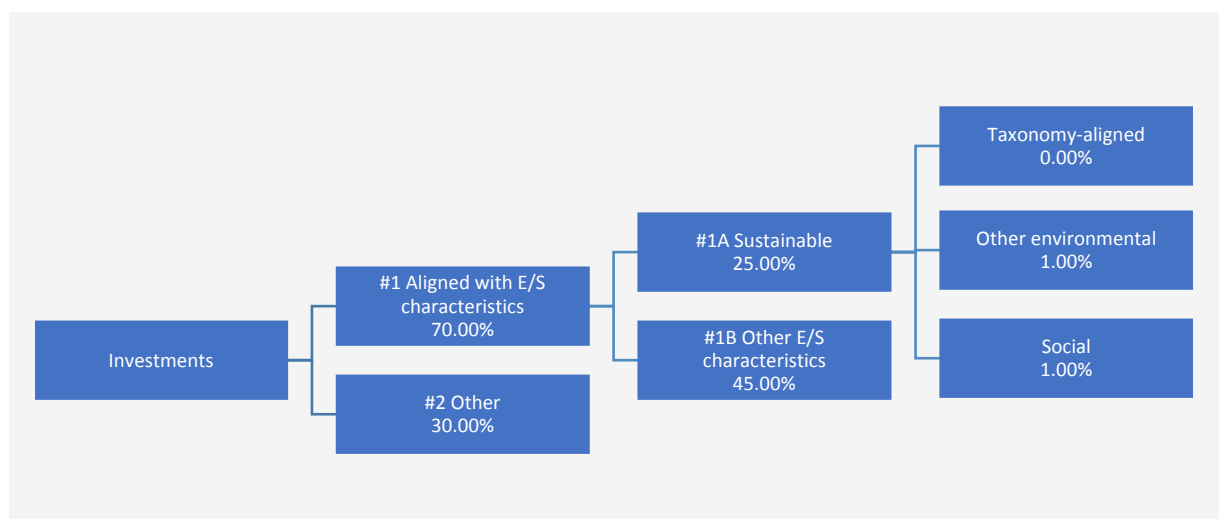 Investments
#1 Aligned with E/S
characteristics
70.00%
#2 Other
30.00%
#1A Sustainable
25.00%
#1B Other E/S
characteristics
45.00%
Taxonomy-aligned
0.00%
Other environmental
1.00%
Social
1.00%